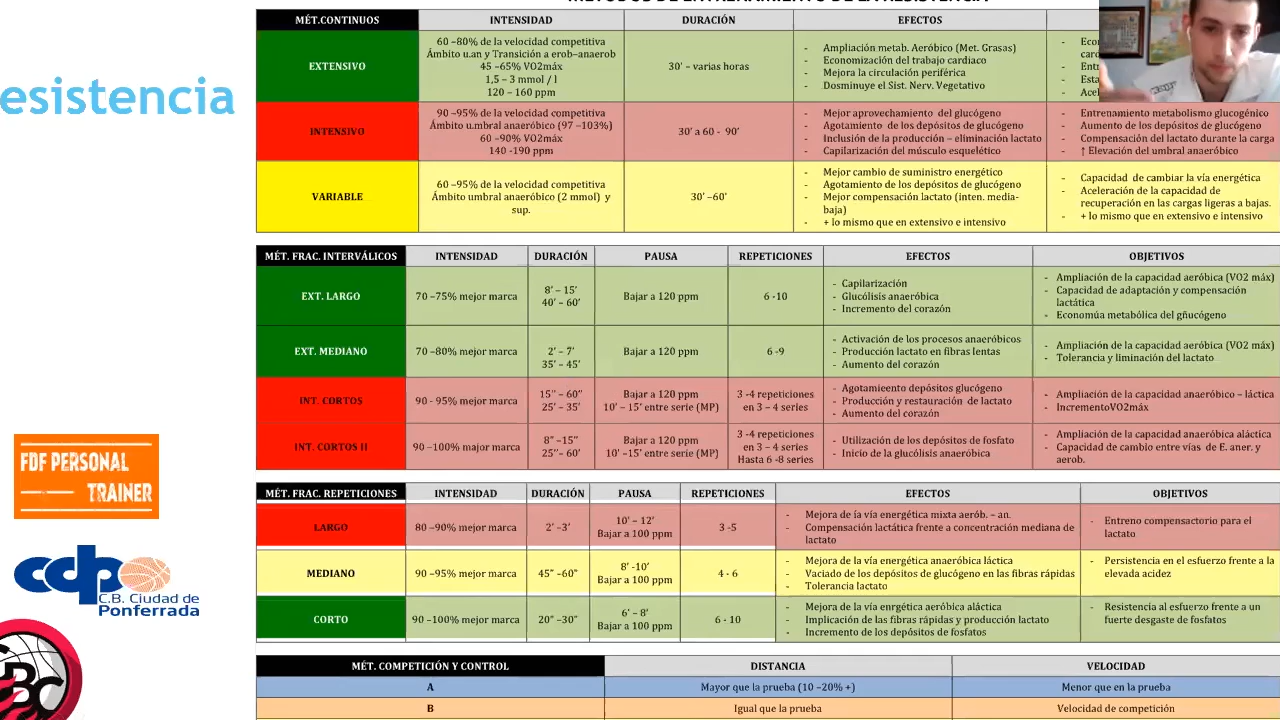 MÉTODOS DE ENTRENAMIENTO DE LA RESISTENCIA
esistencia
MÉT.CONTINUOS INTENSIDAD DURACIÓN EFECTOS
EXTENSIVO
60 –80% de la velocidad competitiva
Ámbito u.an y Transición a erob–anaerob
45 –65% VO2máx
1,5 – 3 mmol / l
120 – 160 ppm
30' – varias horas
- Ampliación metab. Aeróbico (Met. Grasas)
- Economización del trabajo cardiaco
- Mejora la circulación periférica
- Dosminuye el Sist. Nerv. Vegetativo
INTENSIVO
90 –95% de la velocidad competitiva
Ámbito u.mbral anaeróbico (97 –103%)
60 –90% VO2máx
140 -190 ppm
30' a 60 - 90'
- Mejor aprovechamiento del glucógeno
- Agotamiento de los depósitos de glucógeno
- Inclusión de la producción – eliminación lactato
- Capilarización del músculo esquelético
- Entrenamiento metabolismo glucogénico
- Aumento de los depósitos de glucógeno
- Compensación del lactato durante la carga
- ↑ Elevación del umbral anaeróbico
VARIABLE
60 –95% de la velocidad competitiva
Ámbito umbral anaeróbico (2 mmol) y
sup.
30' –60'
- Mejor cambio de suministro energético
- Agotamiento de los depósitos de glucógeno
- Mejor compensación lactato (inten. media-
baja)
- + lo mismo que en extensivo e intensivo
- Capacidad de cambiar la vía energética
- Aceleración de la capacidad de
recuperación en las cargas ligeras a bajas.
- + lo mismo que en extensivo e intensivo
MÉT. FRAC. INTERVÁLICOS INTENSIDAD DURACIÓN PAUSA REPETICIONES EFECTOS OBJETIVOS
EXT. LARGO
70 –75% mejor marca
8' – 15'
40' – 60'
Bajar a 120 ppm
6 -10
- Capilarización
- Glucólisis anaeróbica
- Incremento del corazón
- Ampliación de la capacidad aeróbica (VO2 máx)
- Capacidad de adaptación y compensación
lactática
- Economúa metabólica del gñucógeno
EXT. MEDIANO
70 –80% mejor marca
2' – 7'
35' – 45'
Bajar a 120 ppm
6 -9
- Activación de los procesos anaeróbicos
- Producción lactato en fibras lentas
- Aumento del corazón
- Ampliación de la capacidad aeróbica (VO2 máx)
- Tolerancia y liminación del lactato
INT. CORTOS
90 - 95% mejor marca
15'' – 60''
25' – 35'
Bajar a 120 ppm
10' – 15' entre serie (MP)
3 -4 repeticiones
en 3 – 4 series
- Agotamieento depósitos glucógeno
- Producción y restauración de lactato
- Aumento del corazón
- Ampliación de la capacidad anaeróbico – láctica
- IncrementoVO2máx
INT. CORTOS II
90 –100% major marca
8'' –15''
25''– 60'
Bajar a 120 ppm
10' –15' entre serie (MP)
3 -4 repeticiones
en 3 – 4 series
Hasta 6 -8 series
- Utilización de los depósitos de fosfato
- Inicio de la glucólisis anaeróbica
- Ampliación de la capacidad anaeróbica aláctica
- Capacidad de cambio entre vías de E. aner. y
aerob.
MÉT. FRAC. REPETICIONES INTENSIDAD DURACIÓN PAUSA REPETICIONES EFECTOS OBJETIVOS
LARGO
80 –90% mejor marca
2' –3'
10' – 12'
Bajar a 100 ppm
3 -5
- Mejora de ía vía energética mixta aerób. – an.
- Compensación lactática frente a concentración mediana de
lactato
- Entreno compensactorio para el
lactato
MEDIANO
90 –95% mejor marca
45'' –60''
8' -10'
Bajar a 100 ppm
4 - 6
- Mejora de la vía energética anaeróbica láctica
- Vaciado de los depósitos de glucógeno en las fibras rápidas
- Tolerancia lactato
- Persistencia en el esfuerzo frente a la
elevada acidez
CORTO
90 –100% mejor marca
20'' –30''
6' – 8'
Bajar a 100 ppm
6 - 10
- Mejora de la vía enrgética aeróbica aláctica
- Implicación de las fibras rápidas y producción lactato
- Incremento de los depósitos de fosfatos
- Resistencia al esfuerzo frente a un
fuerte desgaste de fosfatos
MÉT. COMPETICIÓN Y CONTROL DISTANCIA VELOCIDAD
A Mayor que la prueba (10 –20% +) Menor que en la prueba
B Igual que la prueba Velocidad de competición
FDF PERSONAL
TRAINER
cdp
C.B. Ciudad de
Ponferrada